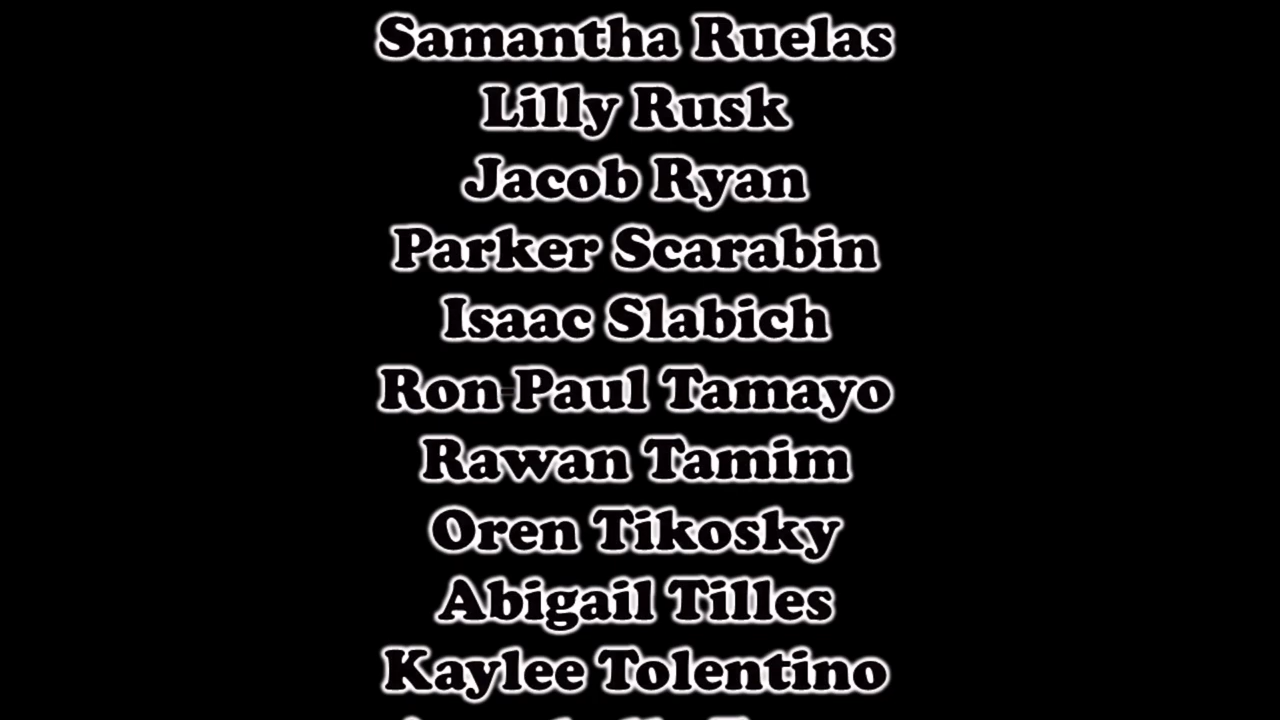 Samantha Ruelas
Lilly Rusk
Jacob Ryan
Parker Scarabin
Isaac Slabich
Ron Paul Tamayo
Rawan Tamim
Oren Tikosky
Abigail Tilles
Kaylee Tolentino